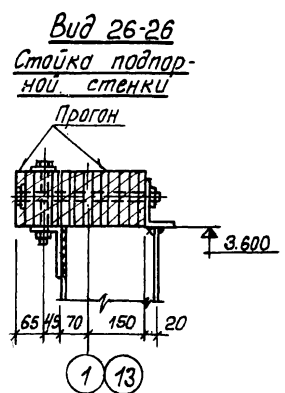 Вид 26-26
Стойка подпор-
ной стенки
Прогон
3.600
65 45 70 150 20
1 13